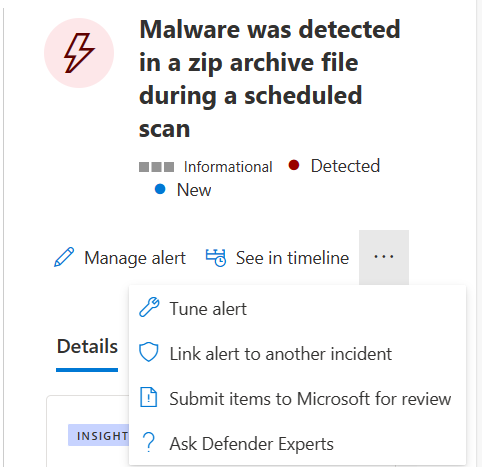 Malware was detected
in a zip archive file
during a scheduled
scan
Informational Detected
New
Manage alert See in timeline ...
Tune alert
Link alert to another incident
Details
Submit items to Microsoft for review
INSIGHT
Ask Defender Experts